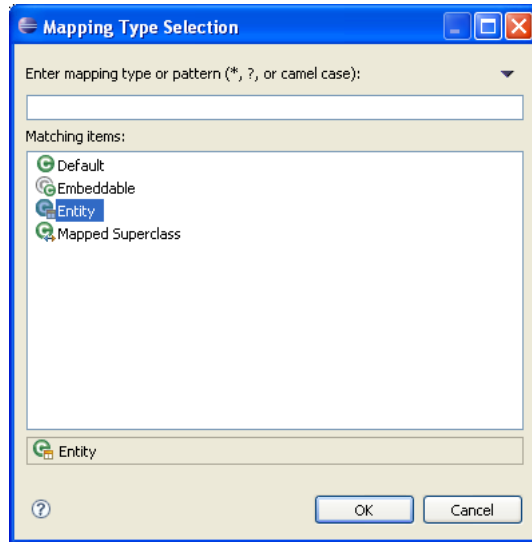 Mapping Type Selection
Enter mapping type or pattern (*, ?, or camel case):
Matching items:
Default
Embeddable
Entity
Mapped Superclass
Entity
OK Cancel